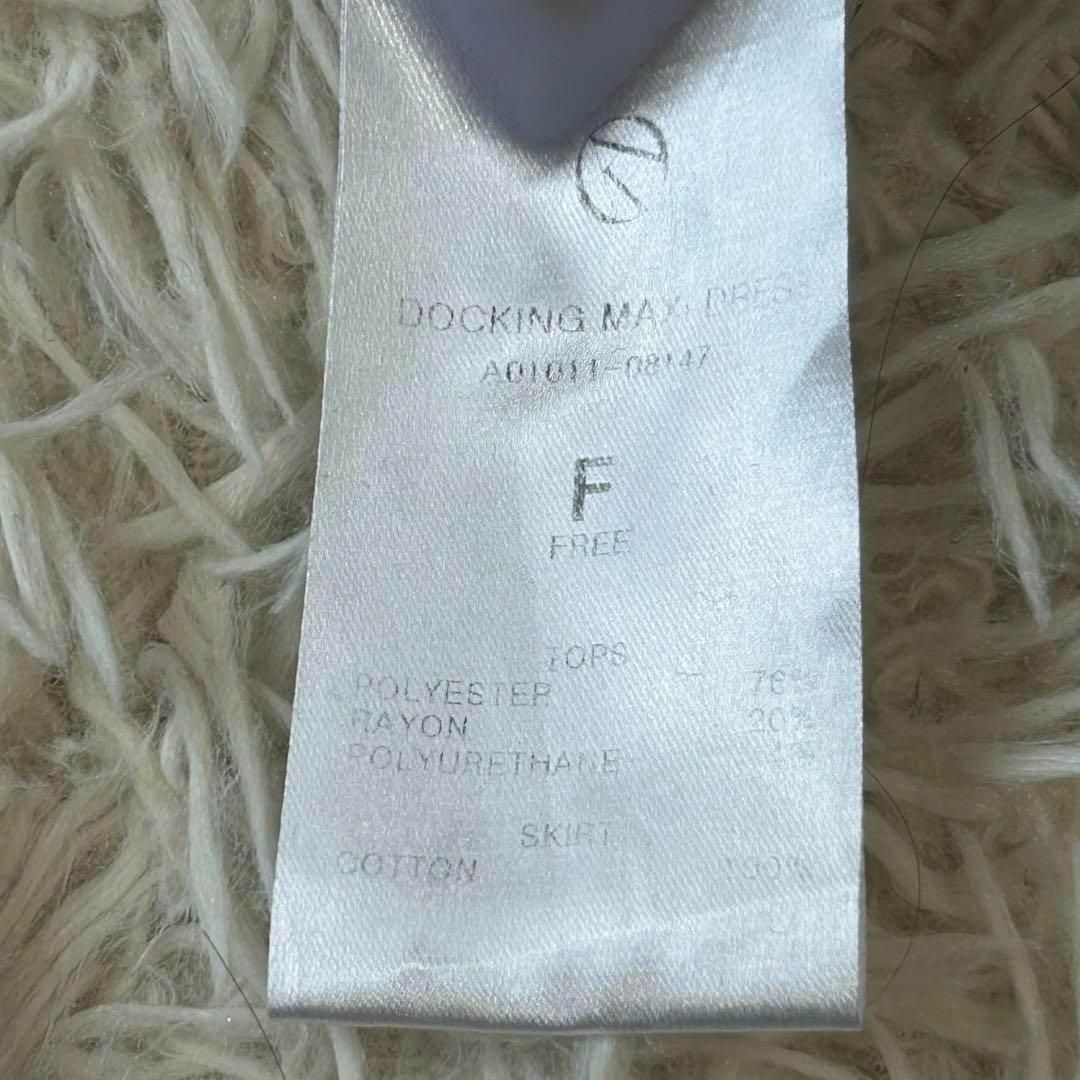 DOCKING MAXI DRESS
A01011-08147
F
FREE
TOPS
POLYESTER 76%
RAYON 20%
POLYURETHANE 4%
SKIRT
COTTON 100%